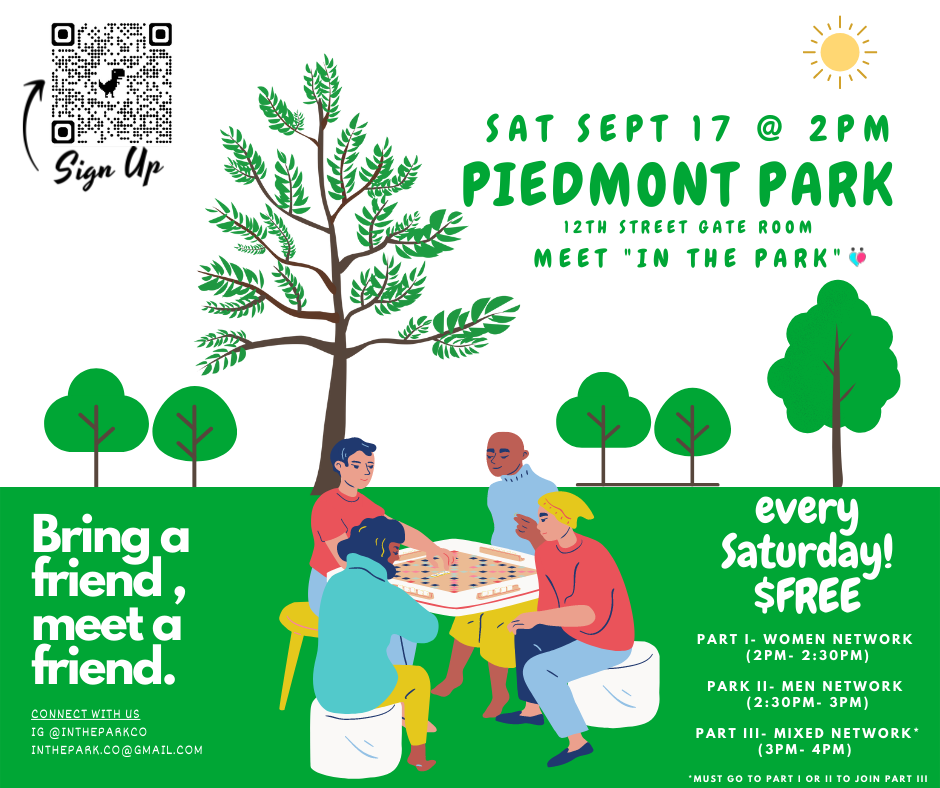 Sign Up
SAT SEPT 17 @ 2PM
PIEDMONT PARK
12TH STREET GATE ROOM
MEET "IN THE PARK"
Bring a
friend ,
meet a
friend.
CONNECT WITH US
IG @INTHEPARKCO
INTHEPARK.CO@GMAIL.COM
every
Saturday!
$FREE
PART I- WOMEN NETWORK
(2PM- 2:30PM)
PARK II- MEN NETWORK
(2:30PM- 3PM)
PART III- MIXED NETWORK*
(3PM- 4PM)
*MUST GO TO PART I OR II TO JOIN PART III